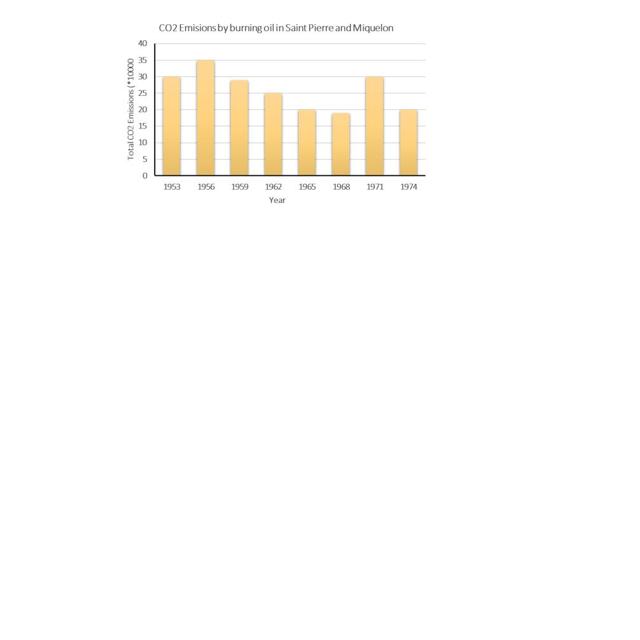 CO2 Emisions by burning oil in Saint Pierre and Miquelon
Total CO2 Emissions (*10000
40
35
30
25
20
15
10
5
0
1953 1956 1959 1962 1965 1968 1971 1974
Year